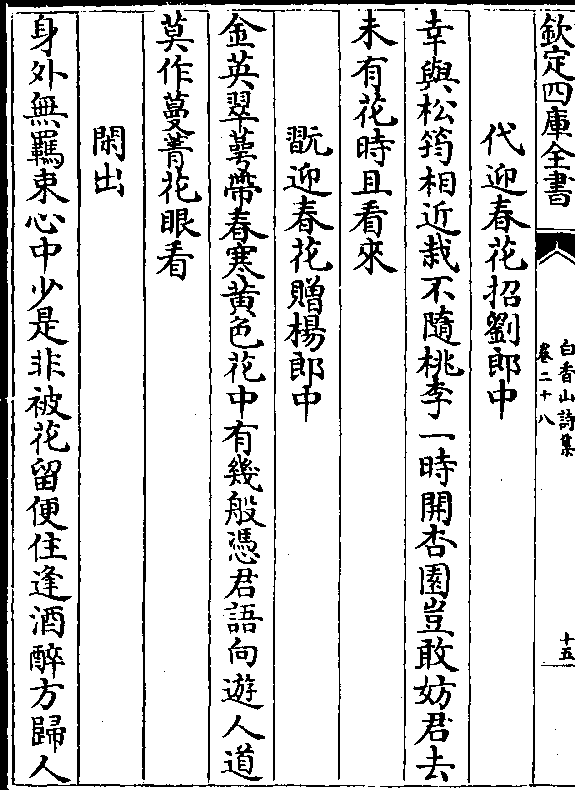 欽定四庫全書
白香山詩集
卷二十八
十五
代迎春花招劉郎中
幸與松筠相近栽不隨桃李一時開杏園豈敢妨君去
未有花時且看來
翫迎春花贈楊郎中
金英翠萼帶春寒黄色花中有幾般憑君語向遊人道
莫作蔓菁花眼看
閑出
身外無羈束心中少是非被花留便住逢酒醉方歸人